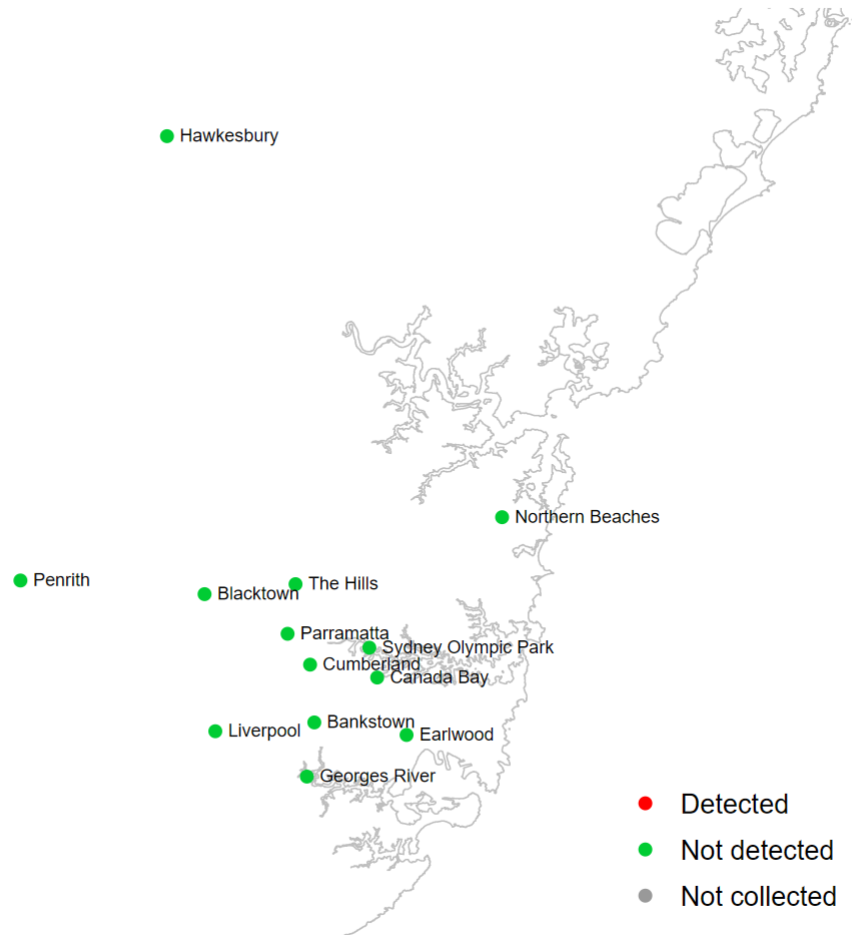 Hawkesbury
Northern Beaches
Penrith
The Hills
Blacktown
Parramatta
Sydney Olympic Park
Cumberland
Canada Bay
Bankstown
Liverpool
Earlwood
Georges River
Detected
Not detected
Not collected